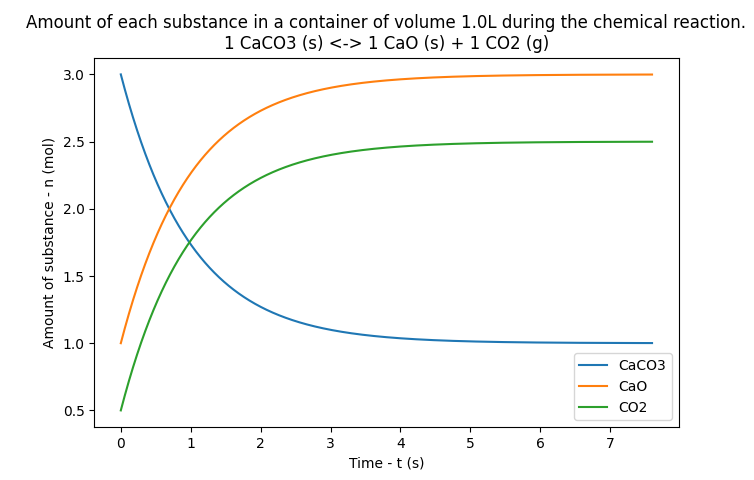 Amount of each substance in a container of volume 1.0L during the chemical reaction.
1 CaCO3 (s) <-> 1 CaO (s) + 1 CO2 (g)
Amount of substance - n (mol)
3.0
2.5
2.0
1.5
1.0
0.5
CaCO3
CaO
CO2
0 1 2 3 4 5 6 7
Time - t (s)